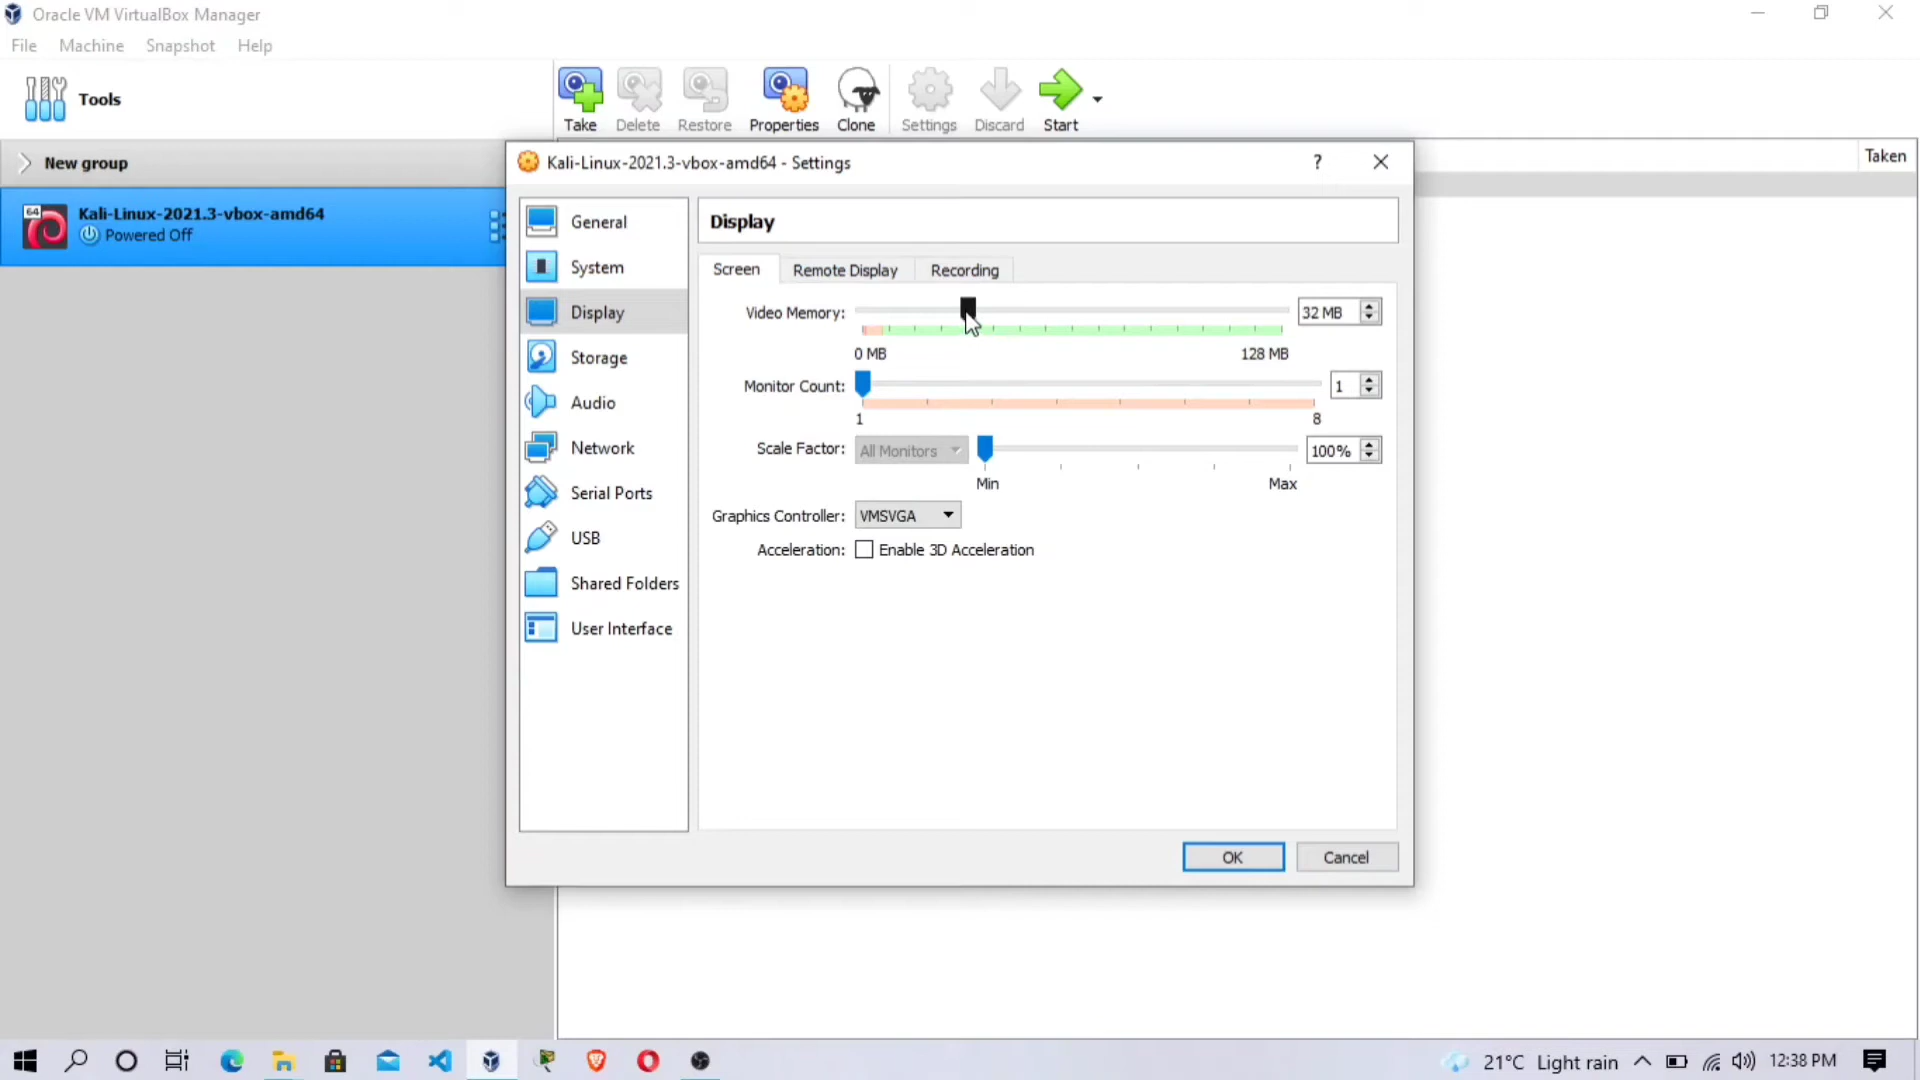 Oracle VM VirtualBox Manager
File Machine Snapshot Help
Tools
Take Delete Restore Properties Clone Settings Discard Start
New group
Taken
64
Kali-Linux-2021.3-vbox-amd64
Powered Off
Kali-Linux-2021.3-vbox-amd64 - Settings
?
General
System
Display
Storage
Audio
Network
Serial Ports
USB
Shared Folders
User Interface
Display
Screen Remote Display Recording
Video Memory: 32 MB
0 MB 128 MB
Monitor Count: 1
1 8
Scale Factor: All Monitors 100%
Min Max
Graphics Controller: VMSVGA
Acceleration: Enable 3D Acceleration
OK Cancel
21°C Light rain 12:38 PM